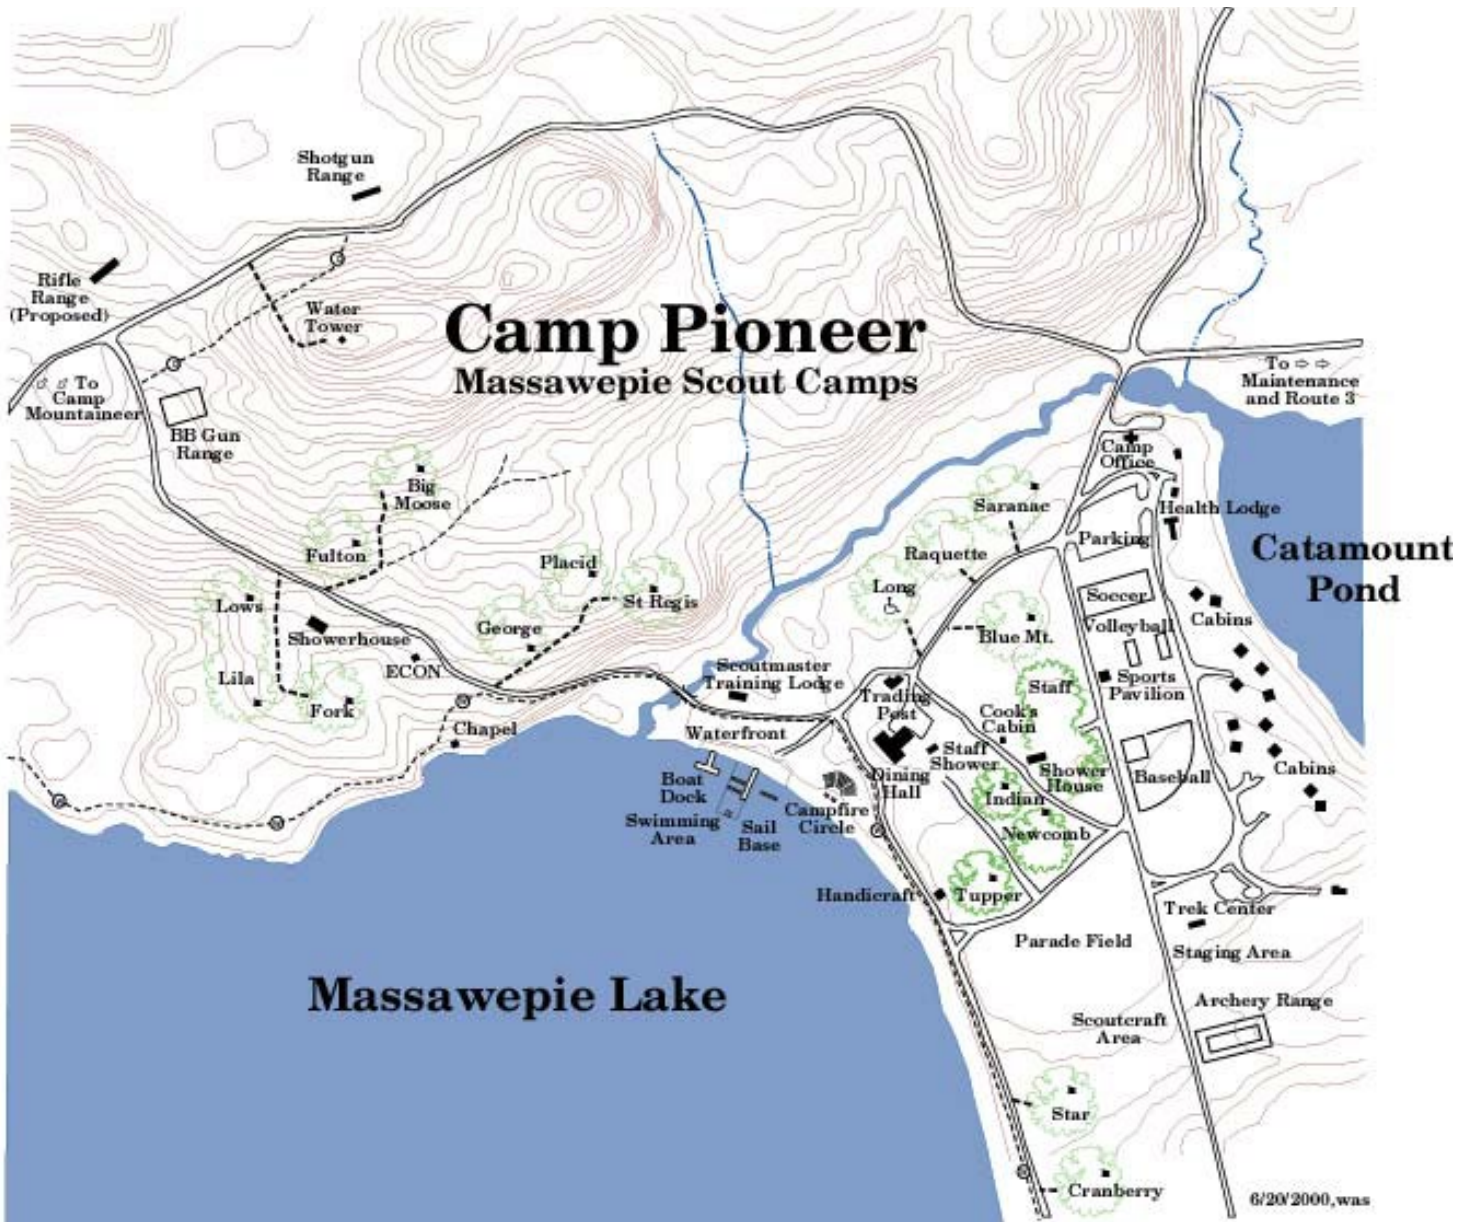 Shotgun
Range
Rifle
Range
(Proposed)
Water
Tower
Camp Pioneer
Massawepie Scout Camps
To
Camp
Mountaineer
To ⇨ ⇨
Maintenance
and Route 3
BB Gun
Range
Camp
Office
Big
Moose
Saranac
Health Lodge
Parking
Catamount
Pond
Fulton
Raquette
Placid
Long
Soccer
St Regis
Lows
Cabins
Volleyball
George
Blue Mt.
Showerhouse
ECON
Scoutmaster
Training Lodge
Lila
Staff
Sports
Pavilion
Trading
Post
Fork
Cook's
Cabin
Chapel
Waterfront
Staff
Shower
Dining
Hall
Shower
House
Baseball
Cabins
Boat
Dock
Indian
Campfire
Circle
Swimming
Area
Sail
Base
Newcomb
Handicraft
Tupper
Trek Center
Parade Field
Staging Area
Massawepie Lake
Archery Range
Scoutcraft
Area
Star
Cranberry
6/20/2000,was